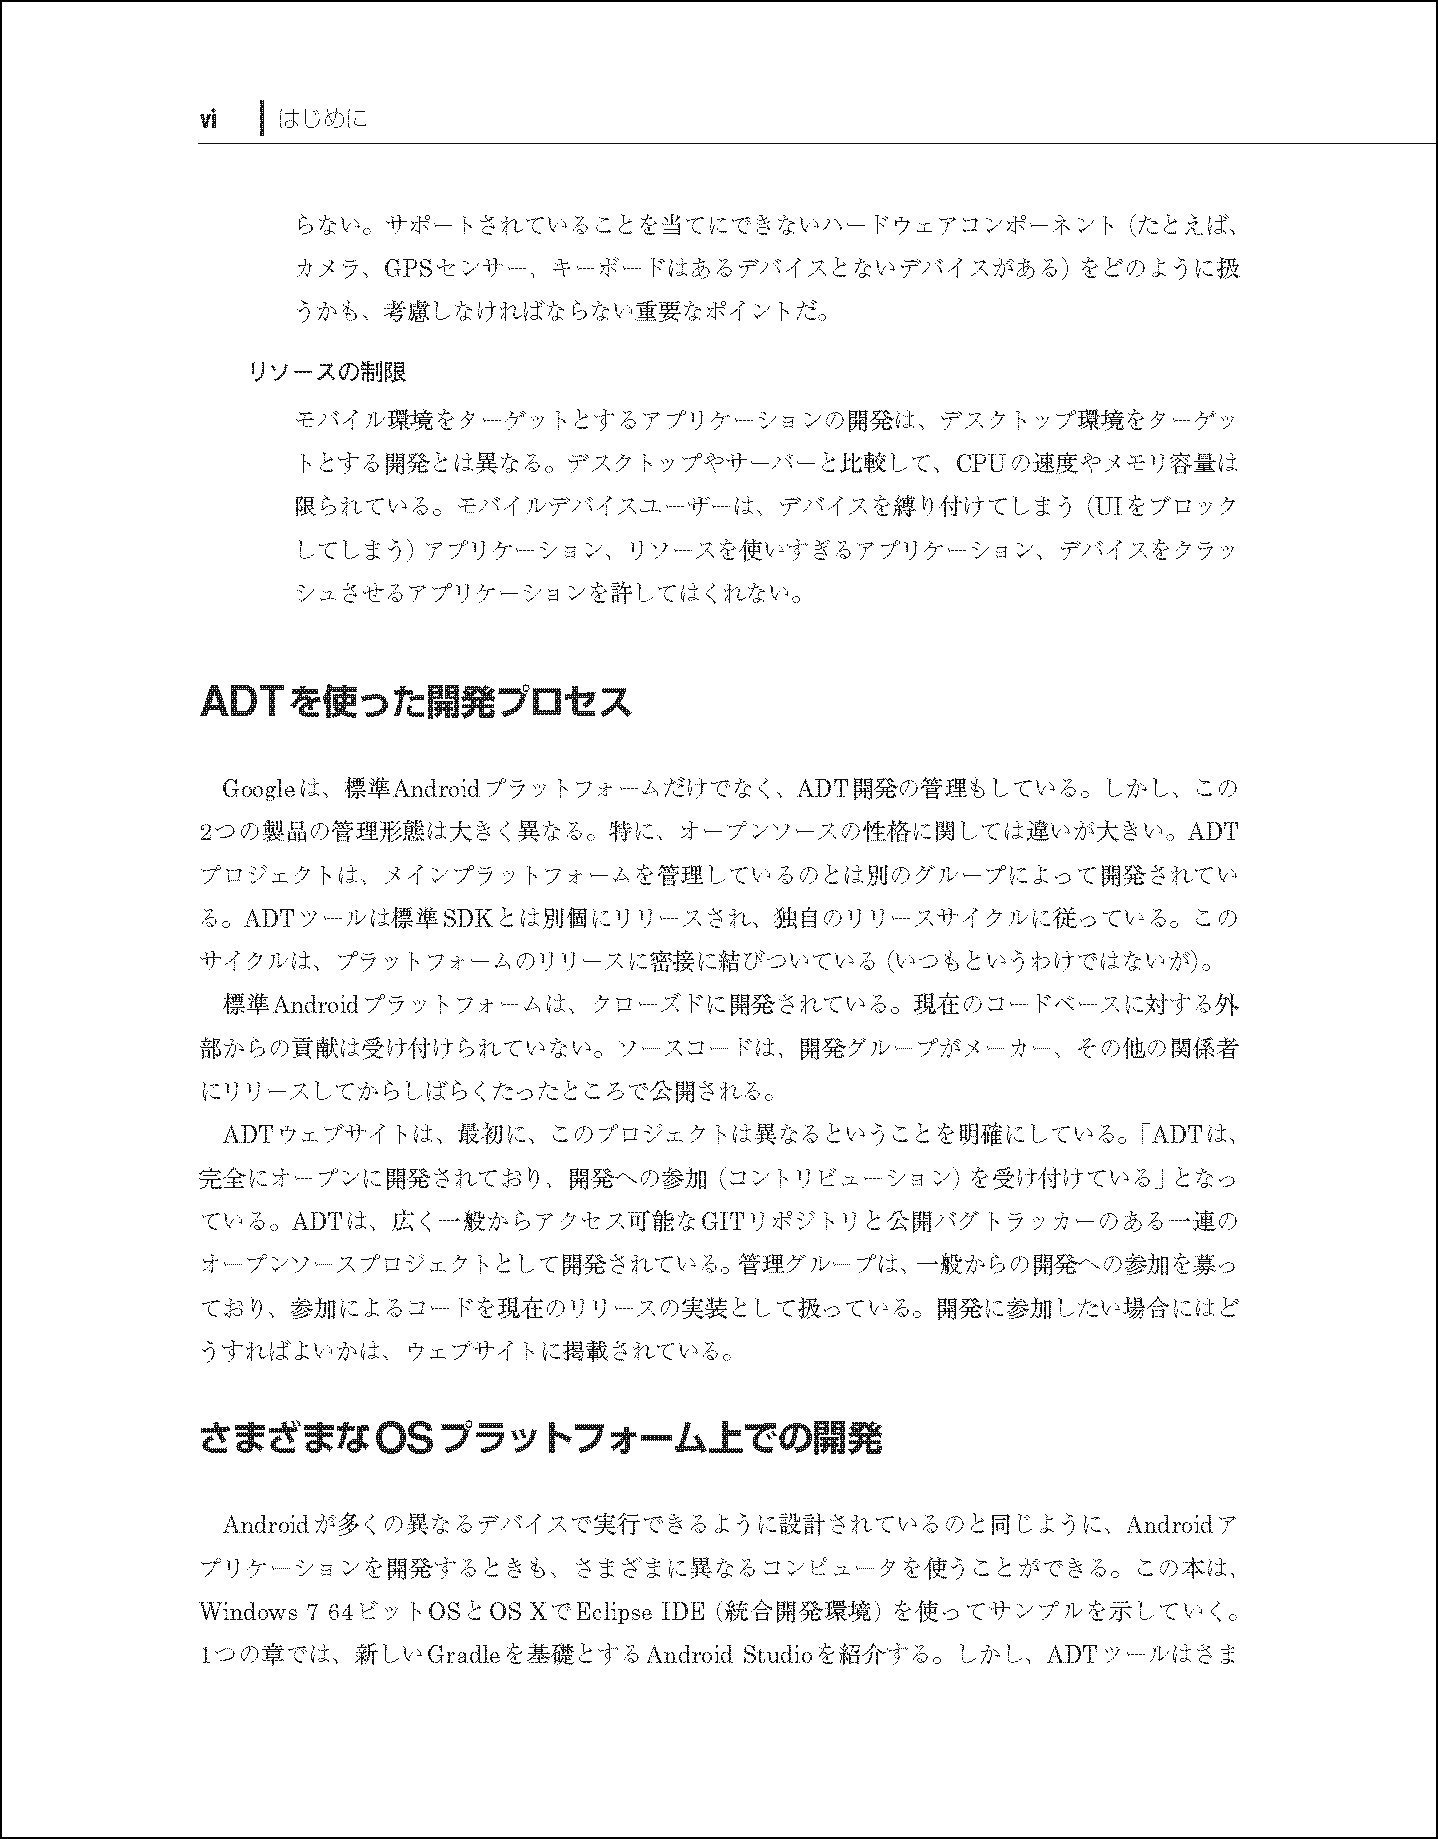 vi はじめに
らない。サポートされていることを当てにできないハードウェアコンポーネント（たとえば、
カメラ、GPSセンサー、キーボードはあるデバイスとないデバイスがある）をどのように扱
うかも、考慮しなければならない重要なポイントだ。
リソースの制限
モバイル環境をターゲットとするアプリケーションの開発は、デスクトップ環境をターゲッ
トとする開発とは異なる。デスクトップやサーバーと比較して、CPUの速度やメモリ容量は
限られている。モバイルデバイスユーザーは、デバイスを縛り付けてしまう（UIをブロック
してしまう）アプリケーション、リソースを使いすぎるアプリケーション、デバイスをクラッ
シュさせるアプリケーションを許してはくれない。
ADTを使った開発プロセス
Googleは、標準Androidプラットフォームだけでなく、ADT開発の管理もしている。しかし、この
2つの製品の管理形態は大きく異なる。特に、オープンソースの性格に関しては違いが大きい。ADT
プロジェクトは、メインプラットフォームを管理しているのとは別のグループによって開発されてい
る。ADTツールは標準SDKとは別個にリリースされ、独自のリリースサイクルに従っている。この
サイクルは、プラットフォームのリリースに密接に結びついている（いつもというわけではないが）。
標準Androidプラットフォームは、クローズドに開発されている。現在のコードベースに対する外
部からの貢献は受け付けられていない。ソースコードは、開発グループがメーカー、その他の関係者
にリリースしてからしばらくたったところで公開される。
ADTウェブサイトは、最初に、このプロジェクトは異なるということを明確にしている。「ADTは、
完全にオープンに開発されており、開発への参加（コントリビューション）を受け付けている」となっ
ている。ADTは、広く一般からアクセス可能なGITリポジトリと公開バグトラッカーのある一連の
オープンソースプロジェクトとして開発されている。管理グループは、一般からの開発への参加を募っ
ており、参加によるコードを現在のリリースの実装として扱っている。開発に参加したい場合にはど
うすればよいかは、ウェブサイトに掲載されている。
さまざまなOSプラットフォーム上での開発
Androidが多くの異なるデバイスで実行できるように設計されているのと同じように、Androidア
プリケーションを開発するときも、さまざまに異なるコンピュータを使うことができる。この本は、
Windows 7 64ビットOSとOS XでEclipse IDE（統合開発環境）を使ってサンプルを示していく。
1つの章では、新しいGradleを基礎とするAndroid Studioを紹介する。しかし、ADTツールはさま